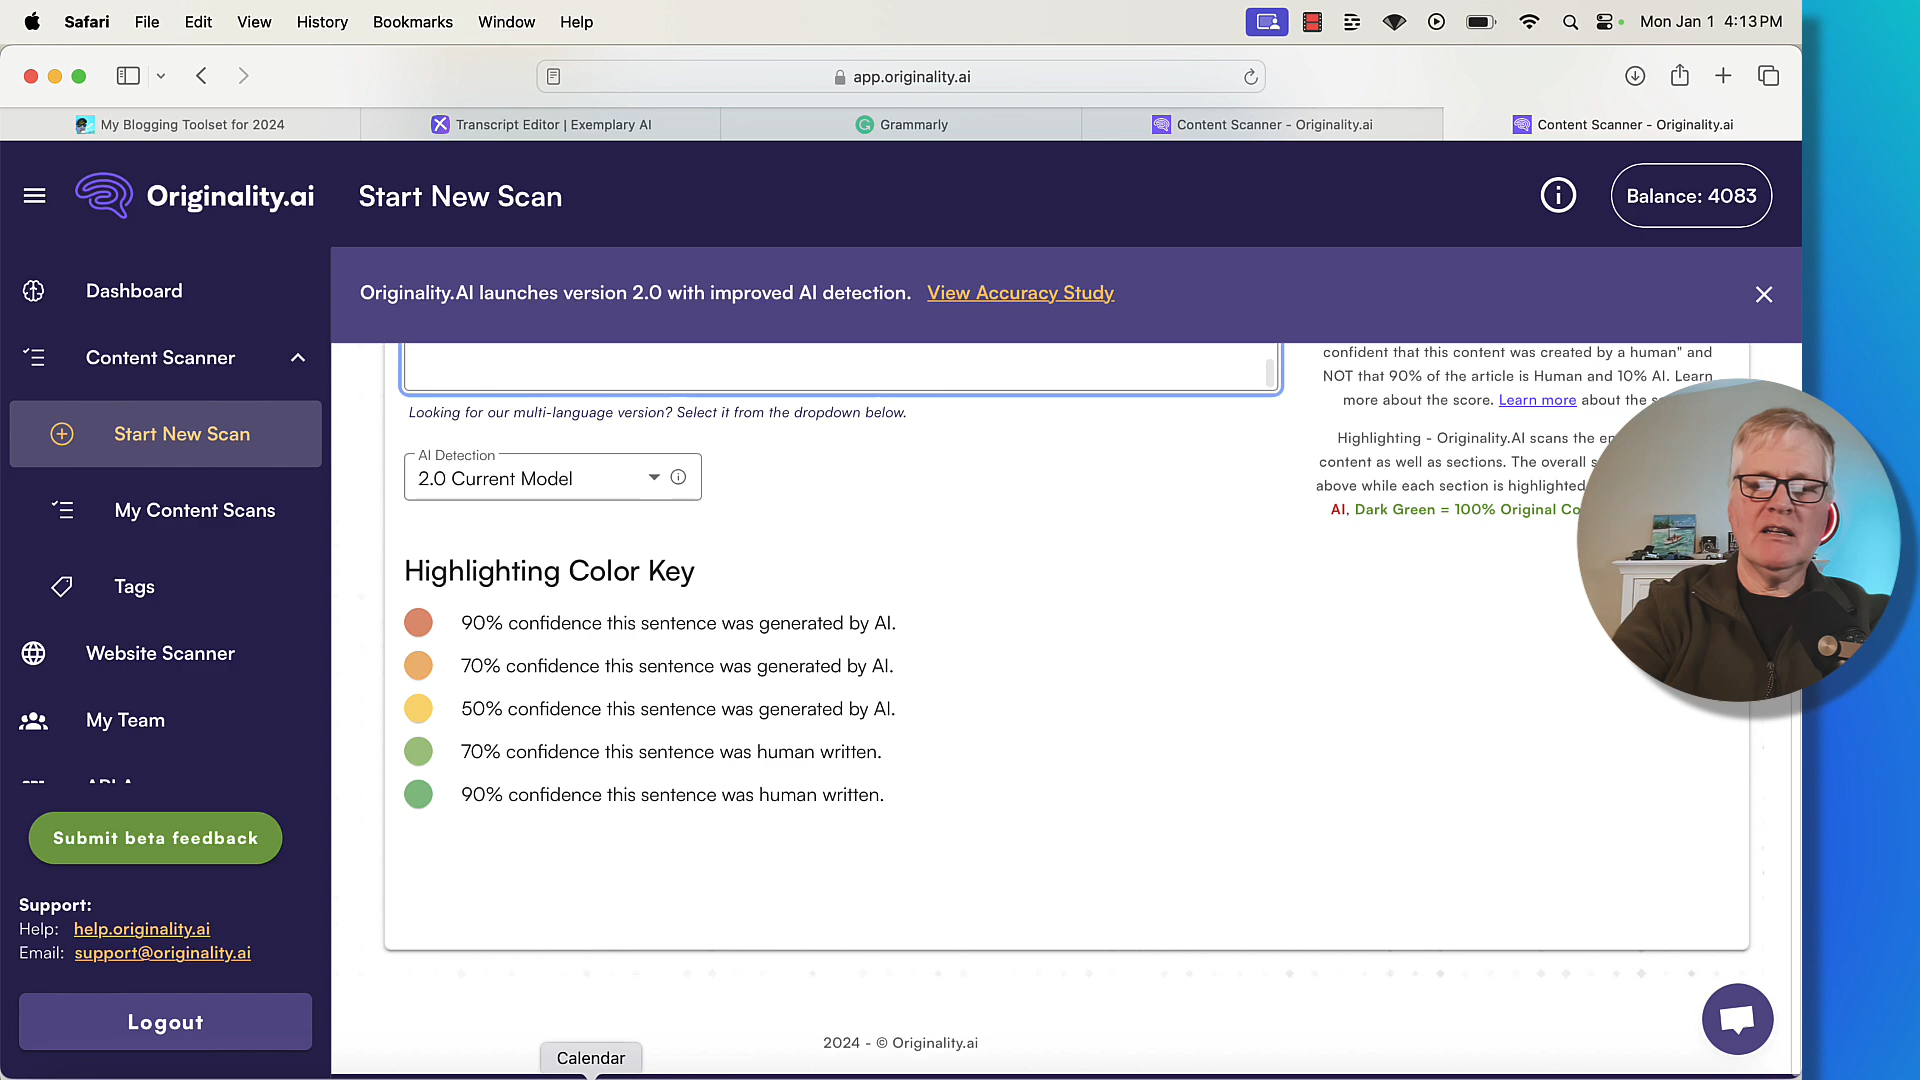 Safari File Edit View History Bookmarks Window Help Mon Jan 1 4:13 PM
app.originality.ai
My Blogging Toolset for 2024
Transcript Editor | Exemplary AI
Grammarly
Content Scanner - Originality.ai
Content Scanner - Originality.ai
Originality.ai
Start New Scan
Balance: 4083
Originality.AI launches version 2.0 with improved AI detection. View Accuracy Study
Dashboard
Content Scanner
Start New Scan
My Content Scans
Tags
Website Scanner
My Team
Submit beta feedback
Support:
Help: help.originality.ai
Email: support@originality.ai
Logout
Looking for our multi-language version? Select it from the dropdown below.
AI Detection
2.0 Current Model
Highlighting Color Key
90% confidence this sentence was generated by AI.
70% confidence this sentence was generated by AI.
50% confidence this sentence was generated by AI.
70% confidence this sentence was human written.
90% confidence this sentence was human written.
confident that this content was created by a human" and
NOT that 90% of the article is Human and 10% AI. Learn
more about the score. Learn more about the
Highlighting - Originality.AI scans the
content as well as sections. The overall
above while each section is highlighted
AI, Dark Green = 100% Original
2024 - © Originality.ai
Calendar